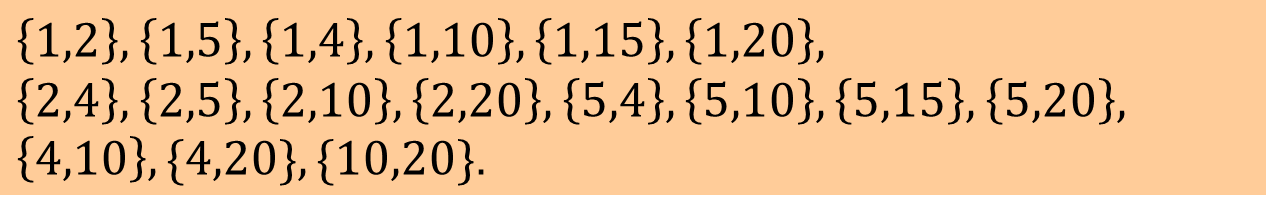 {1,2}, {1,5}, {1,4}, {1,10}, {1,15}, {1,20},
{2,4}, {2,5}, {2,10}, {2,20}, {5,4}, {5,10}, {5,15}, {5,20},
{4,10}, {4,20}, {10,20}.